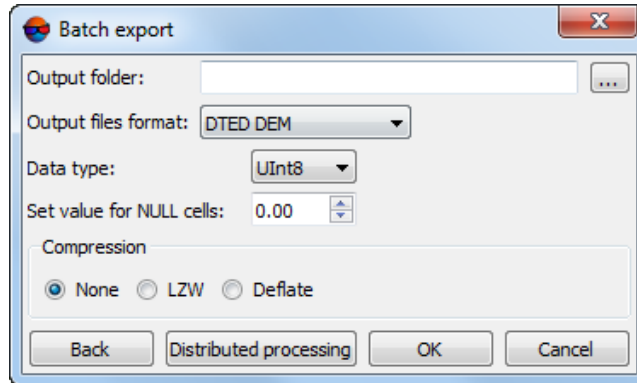 Batch export
Output folder:
...
Output files format: DTED DEM
Data type: UInt8
Set value for NULL cells: 0.00
Compression
None LZW Deflate
Back Distributed processing OK Cancel